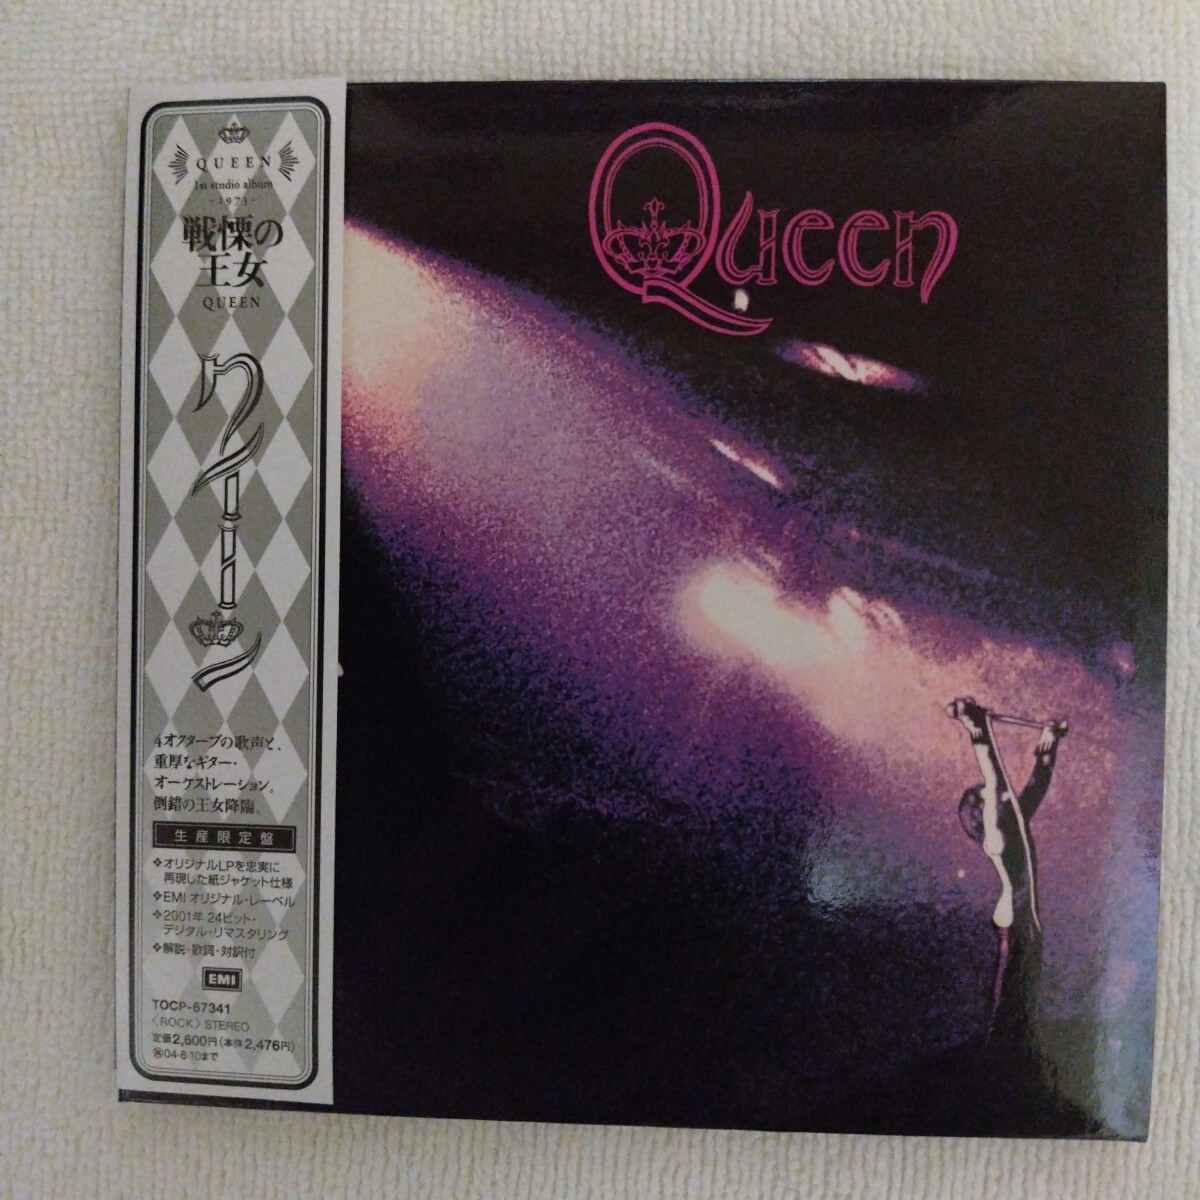 QUEEN
1st studio album
-1973-
戦慄の
王女
QUEEN
クイーン
4オクターブの歌声と、
重厚なギター・
オーケストレーション。
倒錯の王女降臨。
生産限定盤
❖オリジナルLPを忠実に
再現した紙ジャケット仕様
❖EMIオリジナル・レーベル
❖2001年 24ビット・
デジタル・リマスタリング
❖解説・歌詞・対訳付
EMI
TOCP-67341
〈ROCK〉STEREO
定価2,600円(本体2,476円)
04・8・10まで
Queen